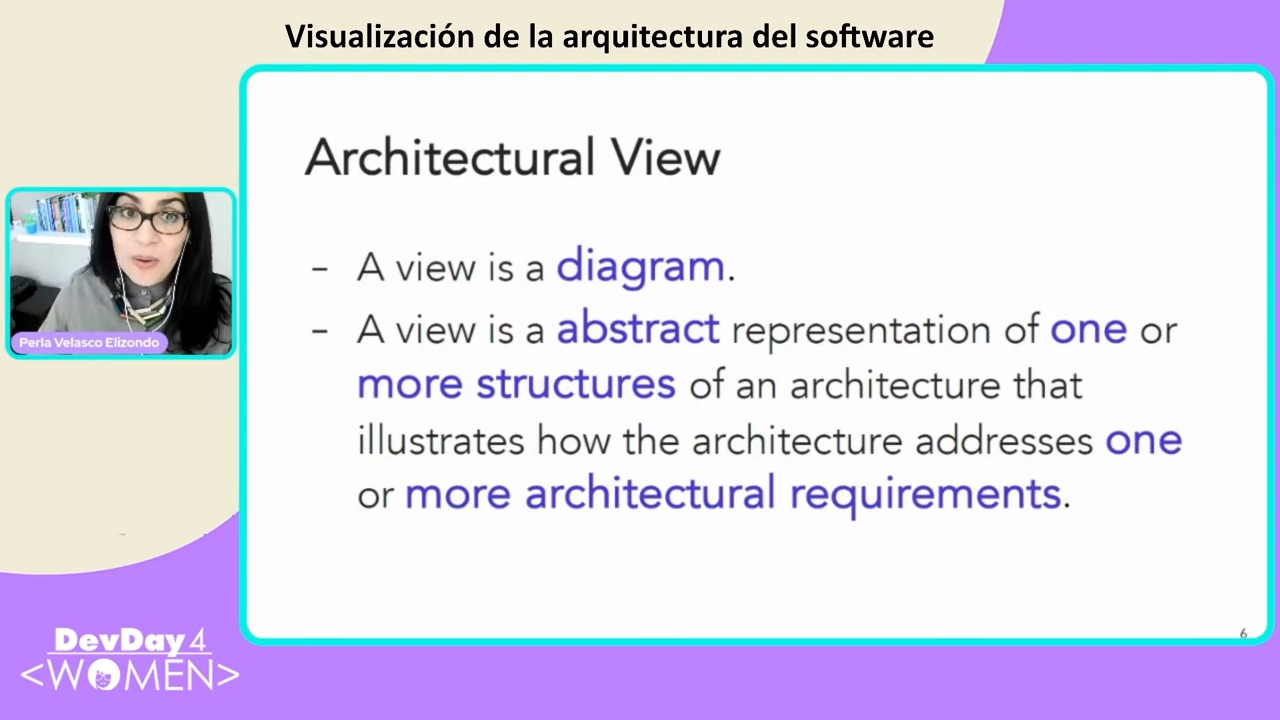 Visualización de la arquitectura del software
Architectural View
– A view is a diagram.
– A view is a abstract representation of one or
more structures of an architecture that
illustrates how the architecture addresses one
or more architectural requirements.
6
Perla Velasco Elizondo
DevDay 4
<WOMEN>